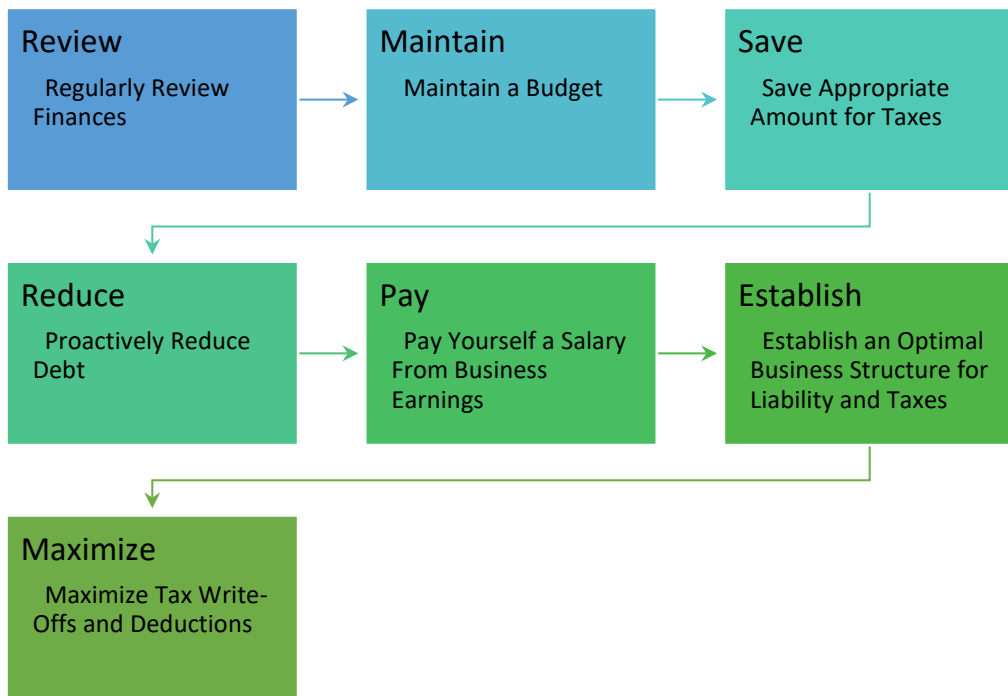 Review
Regularly Review
Finances
Maintain
Maintain a Budget
Save
Save Appropriate
Amount for Taxes
Reduce
Proactively Reduce
Debt
Pay
Pay Yourself a Salary
From Business
Earnings
Establish
Establish an Optimal
Business Structure for
Liability and Taxes
Maximize
Maximize Tax Write-
Offs and Deductions